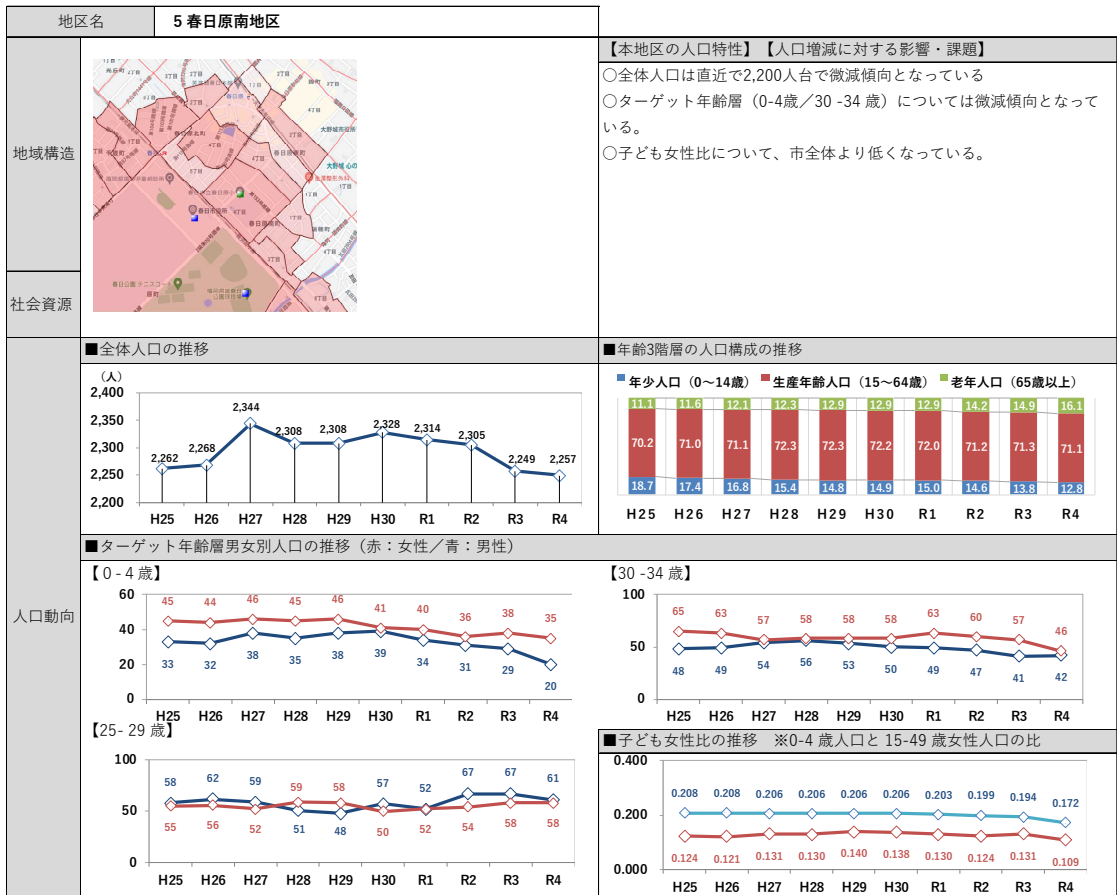 地区名
5 春日原南地区
地域構造
社会資源
【本地区の人口特性】【人口増減に対する影響・課題】
○全体人口は直近で2,200人台で微減傾向となっている
○ターゲット年齢層（0-4歳／30 -34 歳）については微減傾向となって
いる。
○子ども女性比について、市全体より低くなっている。
人口動向
■全体人口の推移
（人）
2,400
2,350
2,300
2,250
2,200
2,262 2,268 2,344 2,308 2,308 2,328 2,314 2,305 2,249 2,257
H25 H26 H27 H28 H29 H30 R1 R2 R3 R4
■年齢3階層の人口構成の推移
年少人口（0～14歳） 生産年齢人口（15～64歳） 老年人口（65歳以上）
11.1 11.6 12.1 12.3 12.9 12.9 12.9 14.2 14.9 16.1
70.2 71.0 71.1 72.3 72.3 72.2 72.0 71.2 71.3 71.1
18.7 17.4 16.8 15.4 14.8 14.9 15.0 14.6 13.8 12.8
H25 H26 H27 H28 H29 H30 R1 R2 R3 R4
■ターゲット年齢層男女別人口の推移（赤：女性／青：男性）
【 0 - 4 歳】
60
40
20
0
45 44 46 45 46 41 40 36 38 35
33 32 38 35 38 39 34 31 29 20
H25 H26 H27 H28 H29 H30 R1 R2 R3 R4
【30 -34 歳】
100
50
0
65 63 57 58 58 58 63 60 57 46
48 49 54 56 53 50 49 47 41 42
H25 H26 H27 H28 H29 H30 R1 R2 R3 R4
【25- 29 歳】
100
50
0
58 62 59 59 58 57 52 67 67 61
55 56 52 51 48 50 52 54 58 58
H25 H26 H27 H28 H29 H30 R1 R2 R3 R4
■子ども女性比の推移　※0-4 歳人口と 15-49 歳女性人口の比
0.400
0.200
0.000
0.208 0.208 0.206 0.206 0.206 0.206 0.203 0.199 0.194 0.172
0.124 0.121 0.131 0.130 0.140 0.138 0.130 0.124 0.131 0.109
H25 H26 H27 H28 H29 H30 R1 R2 R3 R4